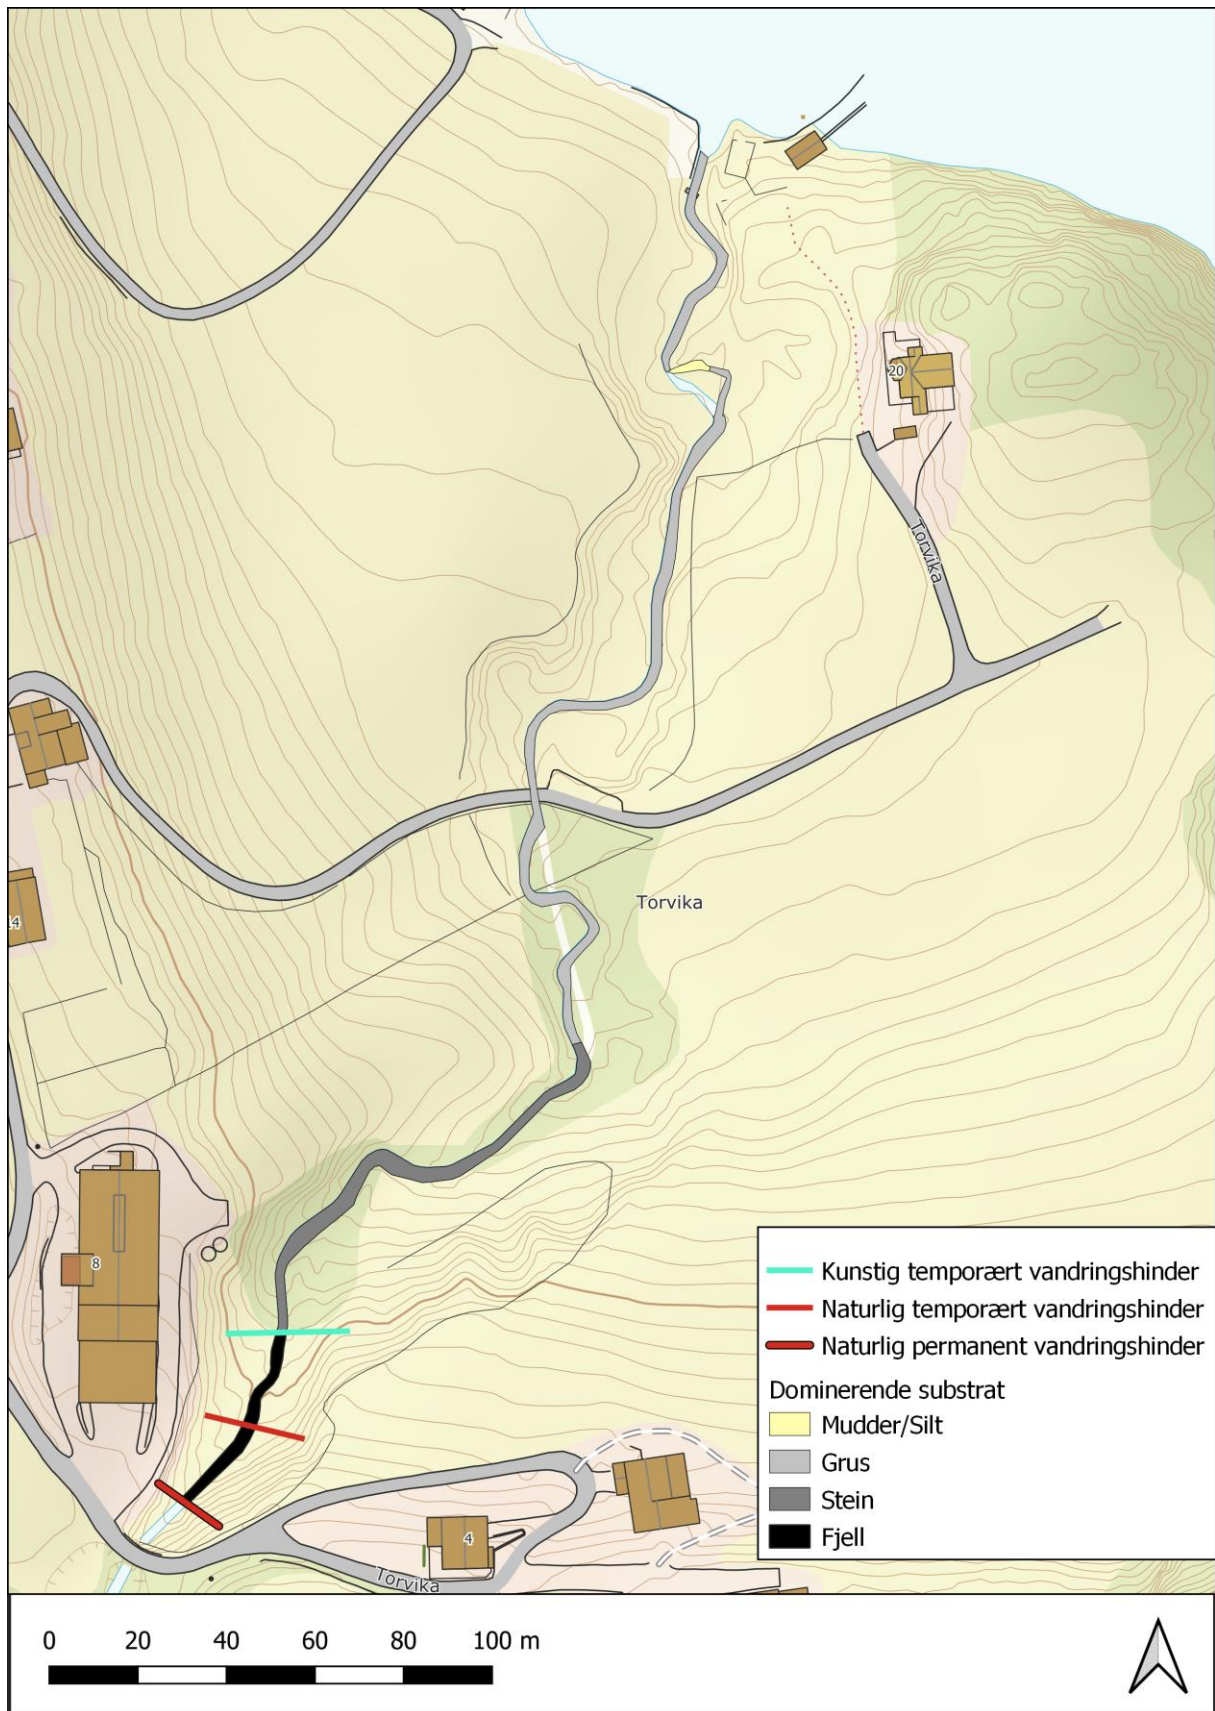 20
Torvika
Torvika
14
8
Kunstig temporært vandringshinder
Naturlig temporært vandringshinder
Naturlig permanent vandringshinder
Dominerende substrat
Mudder/Silt
Grus
Stein
Fjell
4
Torvika
0 20 40 60 80 100 m